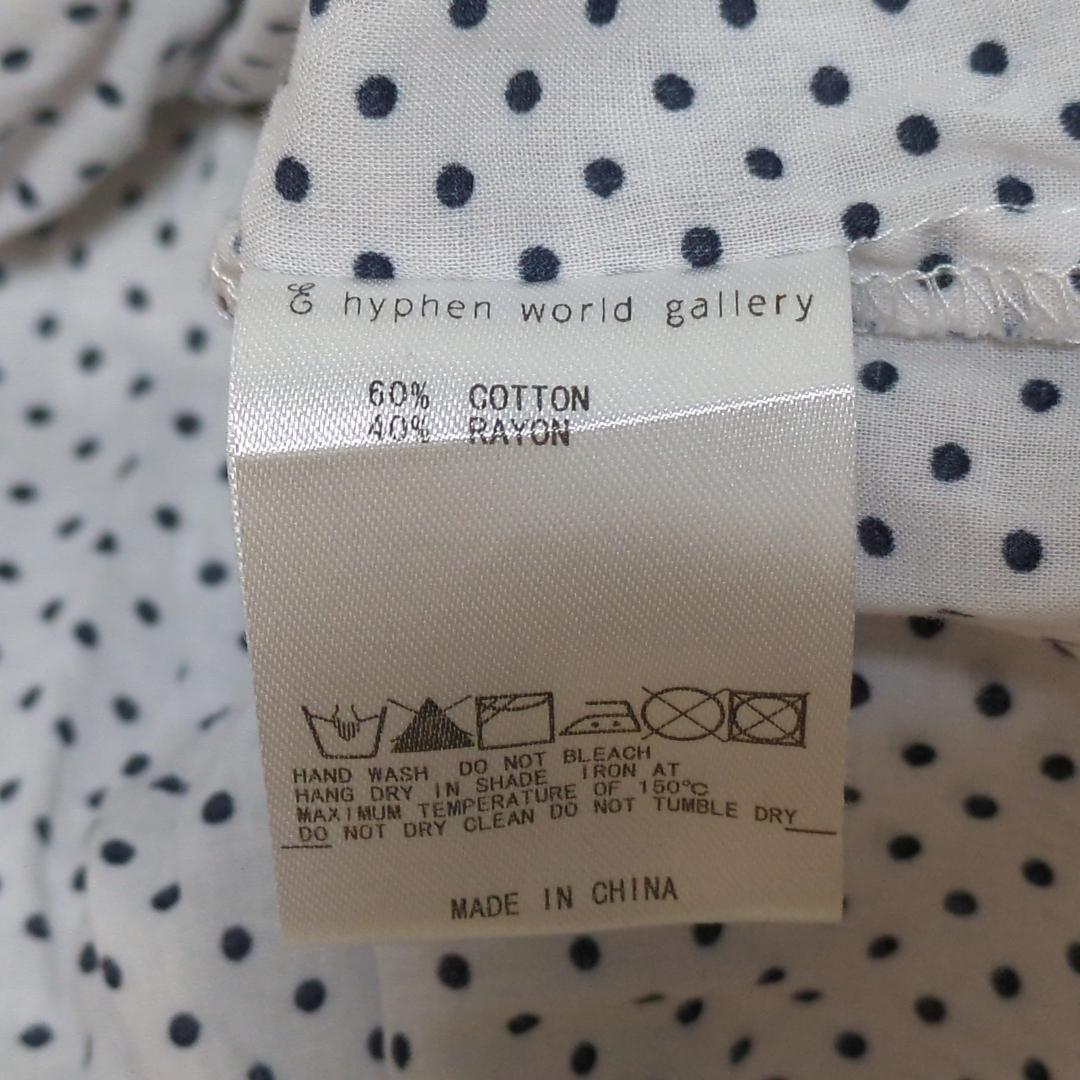 E hyphen world gallery
60% COTTON
40% RAYON
HAND WASH DO NOT BLEACH
HANG DRY IN SHADE IRON AT
MAXIMUM TEMPERATURE OF 150℃
DO NOT DRY CLEAN DO NOT TUMBLE DRY
MADE IN CHINA